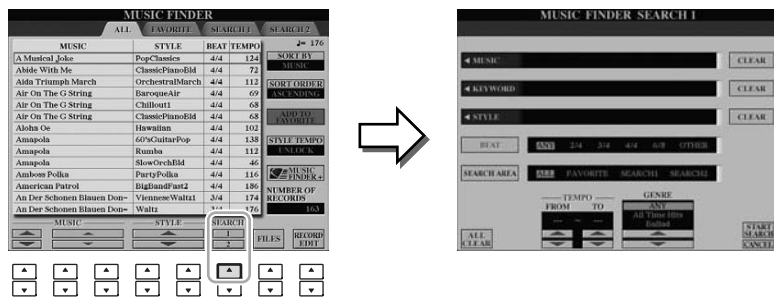 MUSIC FINDER
ALL FAVORITE SEARCH 1 SEARCH 2
MUSIC STYLE BEAT TEMPO
♩= 176
A Musical Joke PopClassics 4/4 124
Abide With Me ClassicPianoBld 4/4 72
Aida Triumph March OrchestralMarch 4/4 112
Air On The G String BaroqueAir 4/4 69
Air On The G String Chillout1 4/4 68
Air On The G String ClassicPianoBld 4/4 68
Aloha Oe Hawaiian 4/4 102
Amapola 60'sGuitarPop 4/4 138
Amapola Rumba 4/4 112
Amapola SlowOrchBld 4/4 46
Amboss Polka PartyPolka 4/4 116
American Patrol BigBandFast2 4/4 186
An Der Schonen Blauen Don~ VienneseWaltz1 3/4 174
An Der Schonen Blauen Don~ Waltz 3/4 176
SORT BY
MUSIC
SORT ORDER
ASCENDING
ADD TO
FAVORITE
STYLE TEMPO
UNLOCK
MUSIC
FINDER+
NUMBER OF
RECORDS
163
MUSIC STYLE SEARCH
1
2
FILES
RECORD
EDIT
MUSIC FINDER SEARCH 1
MUSIC CLEAR
KEYWORD CLEAR
STYLE CLEAR
BEAT ANY 2/4 3/4 4/4 6/8 OTHER
SEARCH AREA ALL FAVORITE SEARCH1 SEARCH2
TEMPO
FROM TO
--- ~ ---
GENRE
ANY
All Time Hits
Ballad
ALL
CLEAR
START
SEARCH
CANCEL